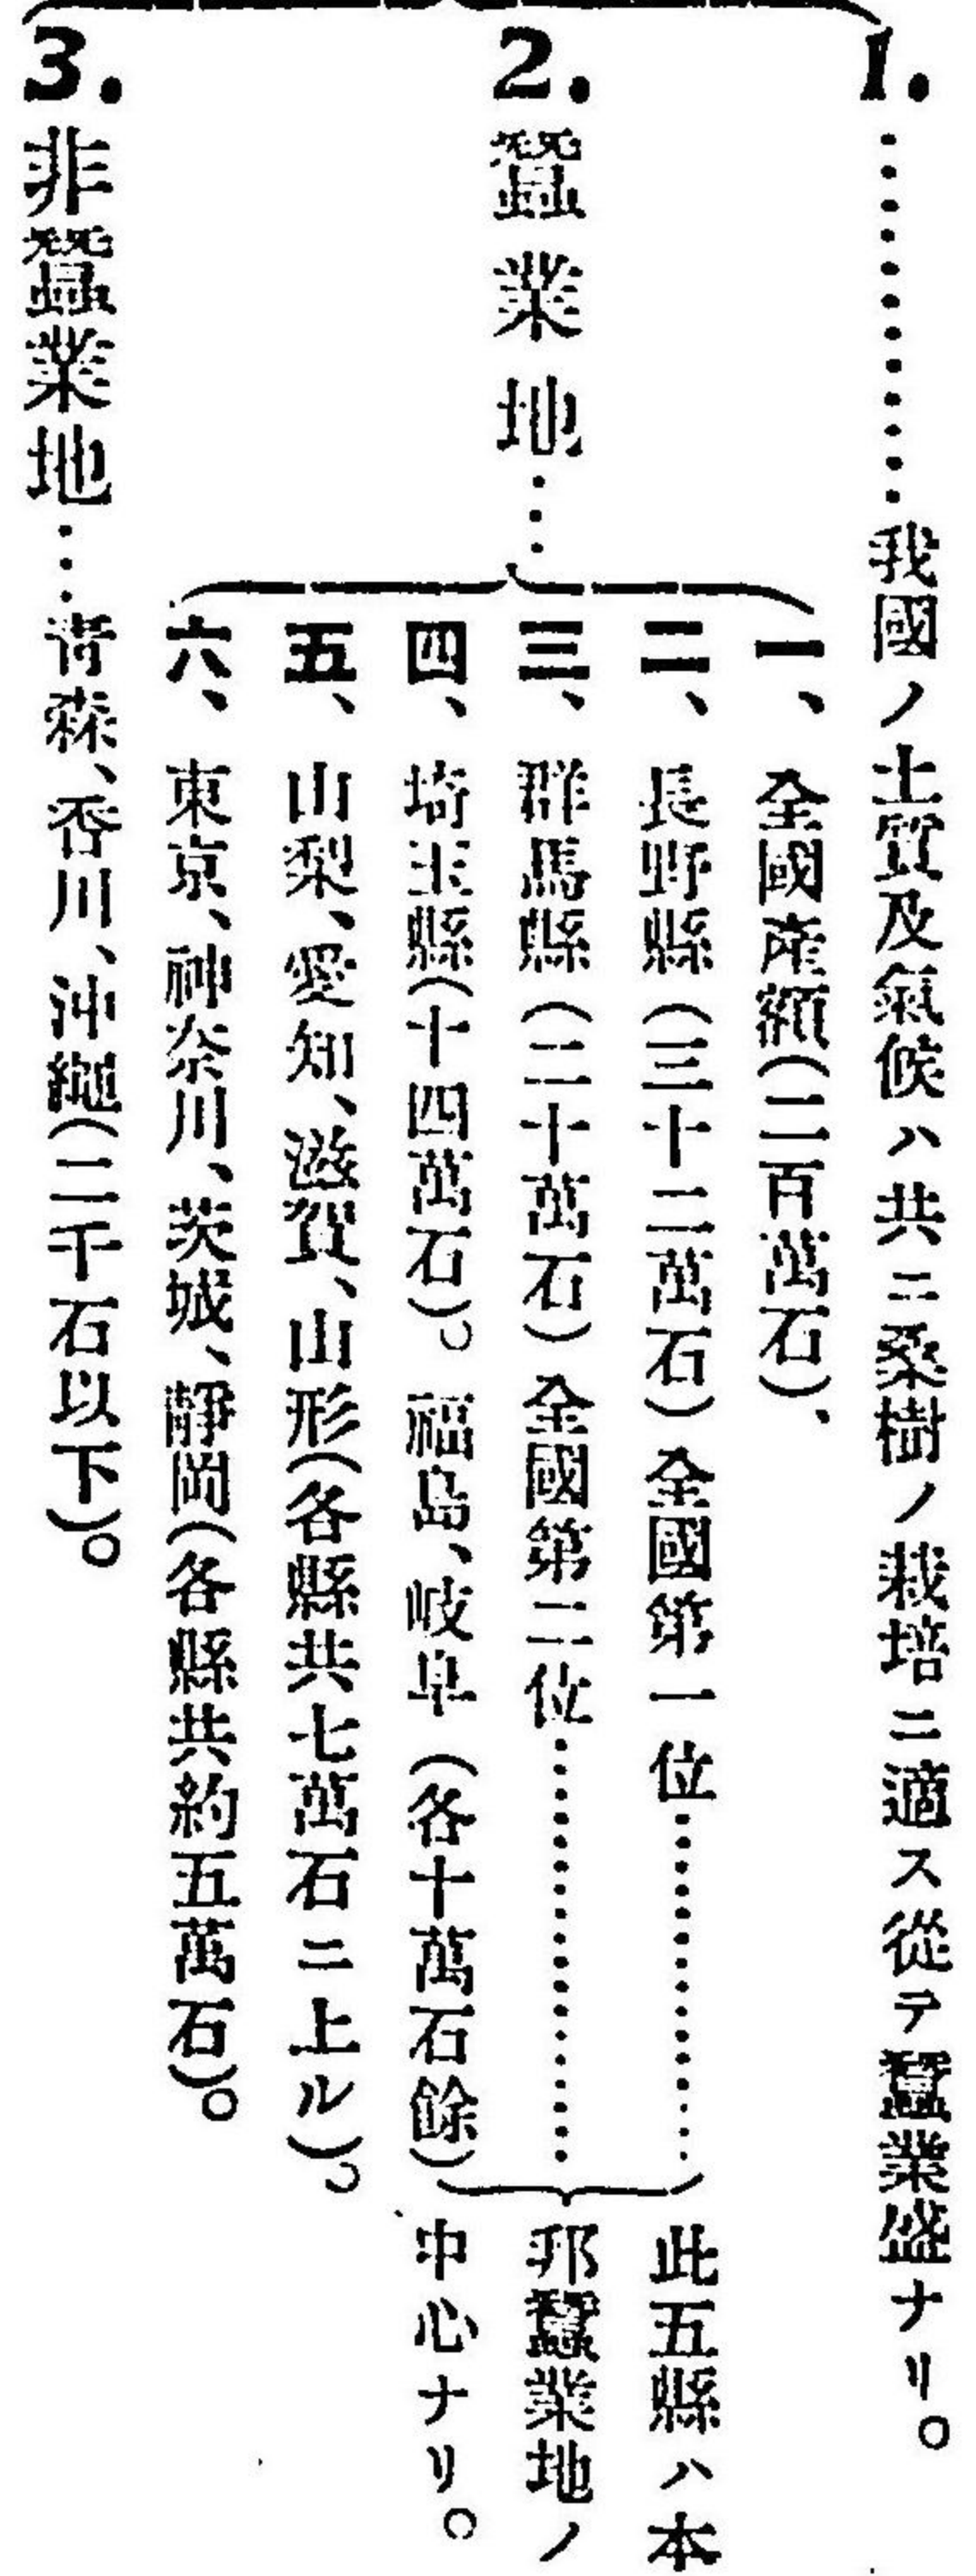 1.……………我國ノ土質及氣候ハ共ニ桑樹ノ栽培ニ適ス從テ蠶業盛ナリ。
2.蠶業地…
一、全國產額(二百萬石)、
二、長野縣(三十二萬石)全國第一位……………
三、群馬縣(二十萬石)全國第二位……………
四、埼玉縣(十四萬石)。福島、岐阜(各十萬石餘)
此五縣ハ本
邦蠶業地ノ
中心ナリ。
五、山梨、愛知、滋賀、山形(各縣共七萬石ニ上ル)。
六、東京、神奈川、茨城、靜岡(各縣共約五萬石)。
3.非蠶業地…靑森、香川、沖繩(二千石以下)。